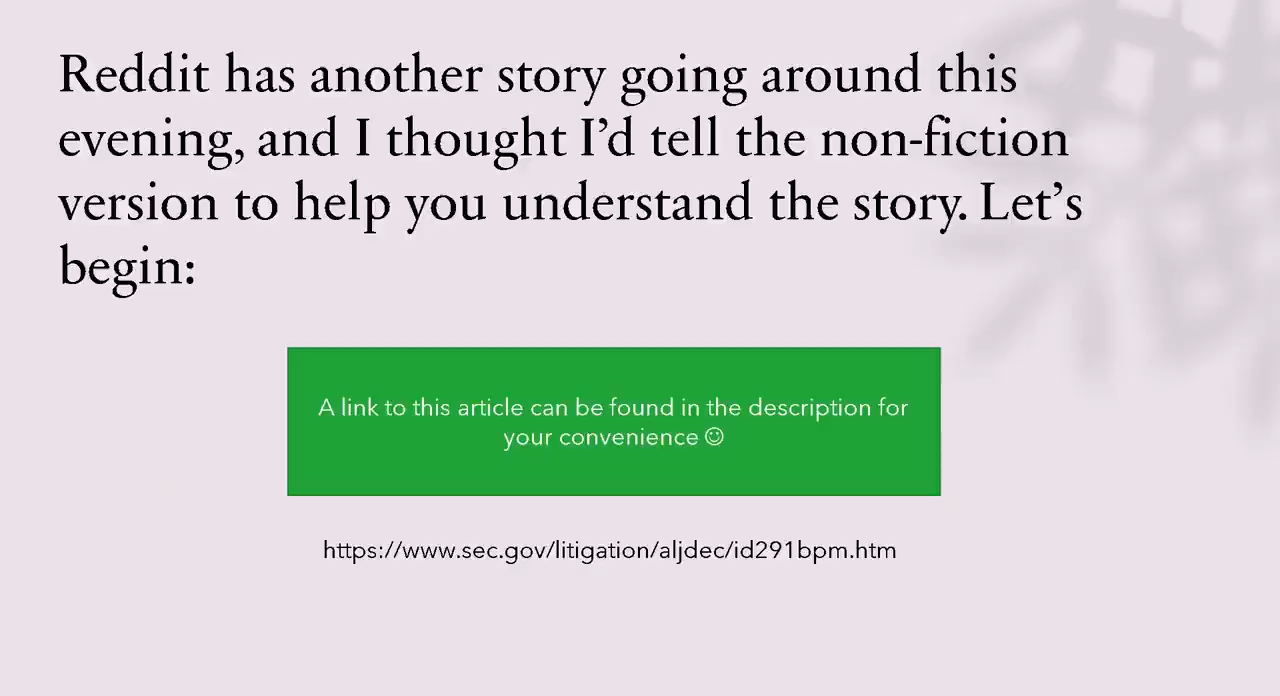 Reddit has another story going around this
evening, and I thought I’d tell the non-fiction
version to help you understand the story. Let’s
begin:
A link to this article can be found in the description for
your convenience ☺
https://www.sec.gov/litigation/aljdec/id291bpm.htm